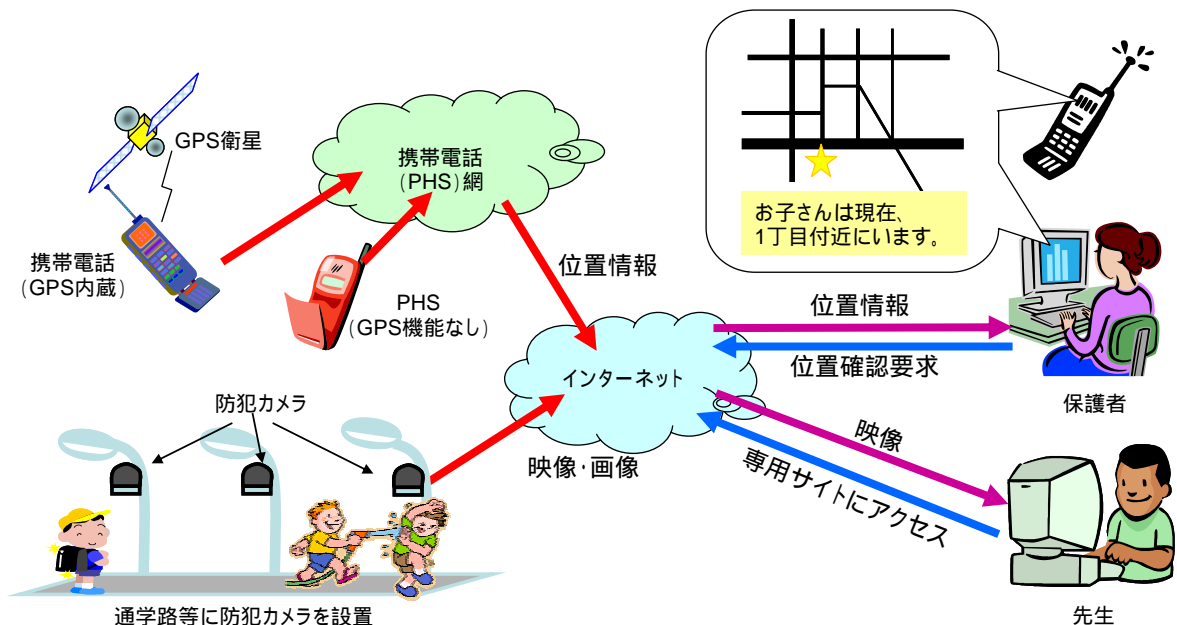 GPS衛星
携帯電話
(PHS)網
携帯電話
(GPS内蔵)
PHS
(GPS機能なし)
位置情報
お子さんは現在、
1丁目付近にいます。
位置情報
位置確認要求
保護者
インターネット
防犯カメラ
映像・画像
映像
専用サイトにアクセス
通学路等に防犯カメラを設置
先生